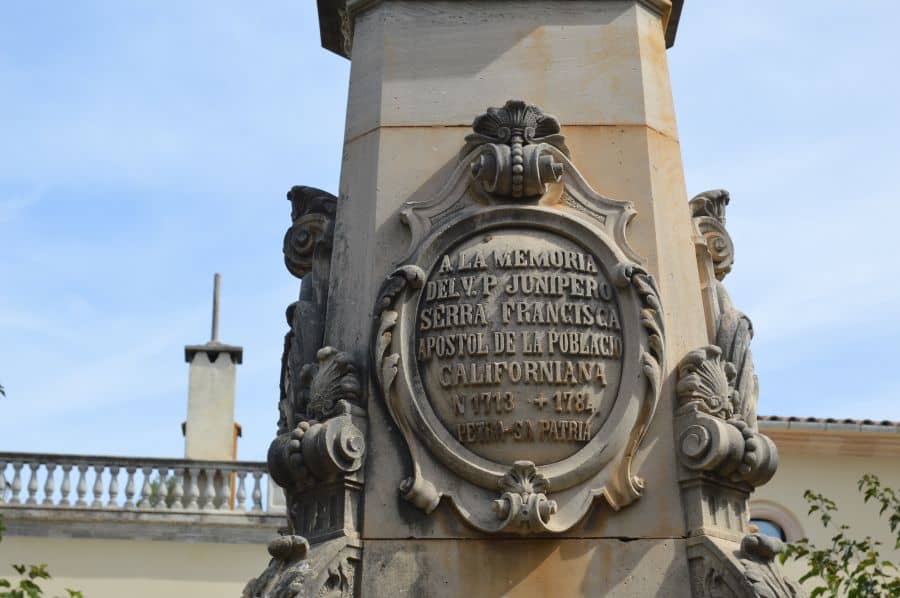 A LA MEMORIA
DEL V. P. JUNIPERO
SERRA FRANCISCA
APOSTOL DE LA POBLACIO
CALIFORNIANA
N 1713 + 1784
PETRA-SA PATRIA